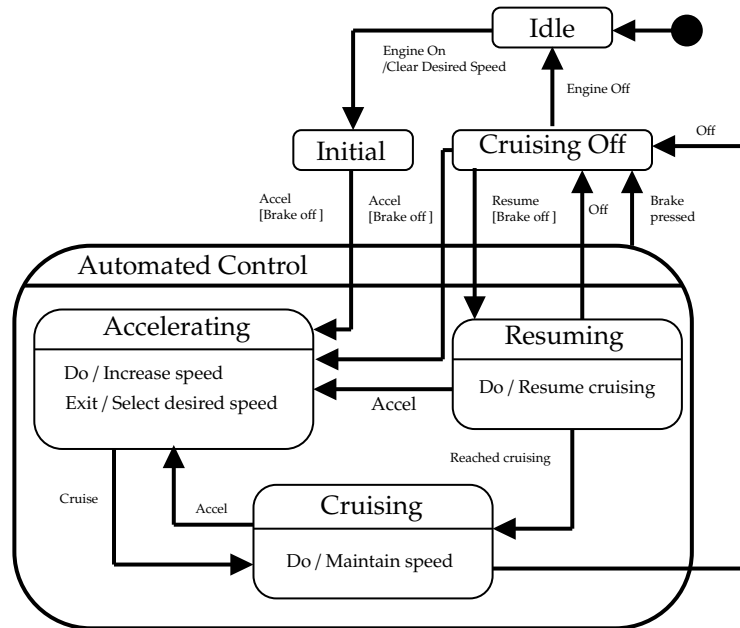 Idle
Engine On
/Clear Desired Speed
Engine Off
Initial
Cruising Off
Off
Accel
[Brake off ]
Accel
[Brake off ]
Resume
[Brake off ]
Off
Brake
pressed
Automated Control
Accelerating
Do / Increase speed
Exit / Select desired speed
Resuming
Do / Resume cruising
Accel
Reached cruising
Cruise
Accel
Cruising
Do / Maintain speed